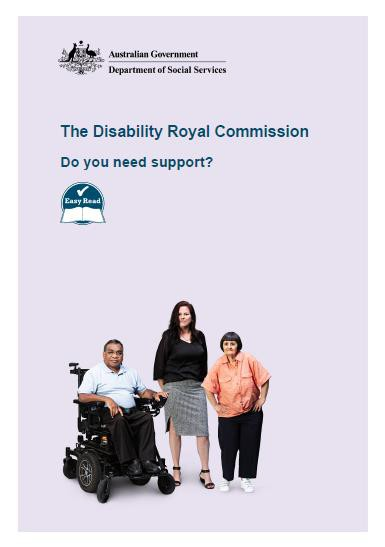 Australian Government
Department of Social Services
The Disability Royal Commission
Do you need support?
Easy Read